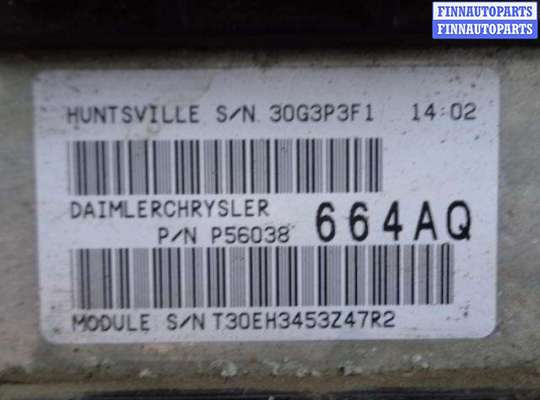 FINNAUTOPARTS
FINNAUTOPARTS
HUNTSVILLE S/N 30G3P3F1 14:02
DAIMLERCHRYSLER
P/N P56038 664AQ
MODULE S/N T30EH3453Z47R2